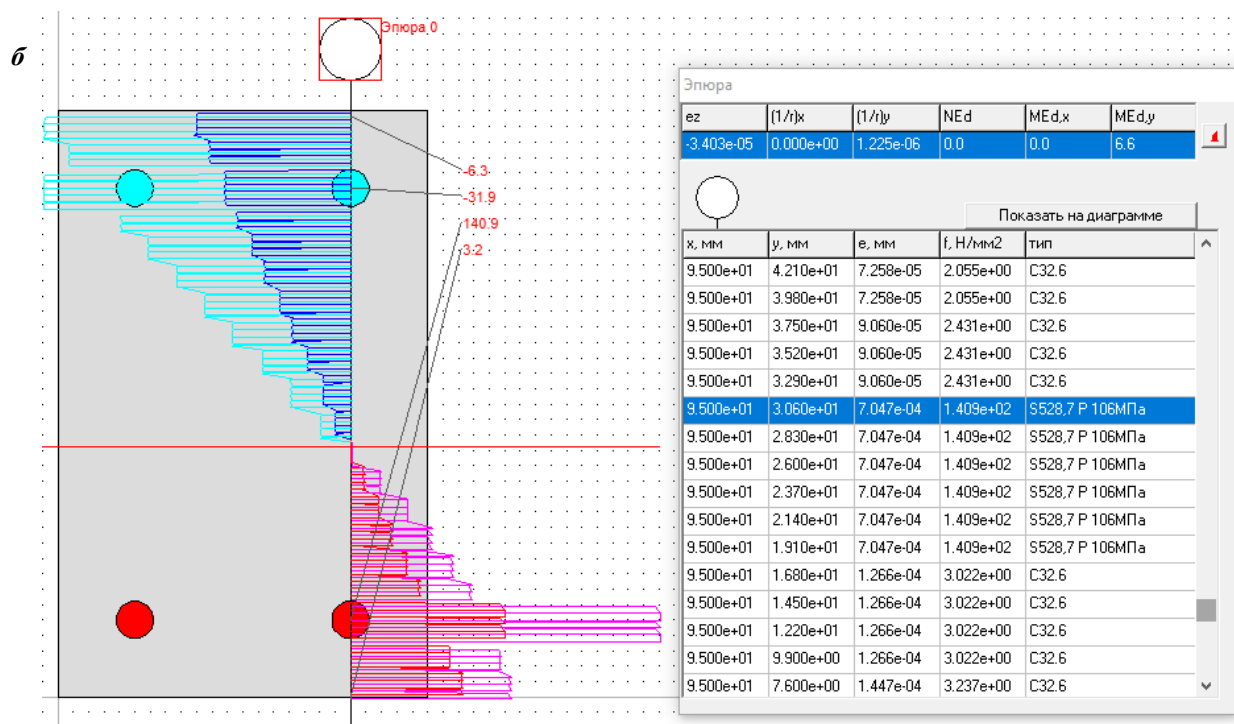 б
Эпюра 0
-6.3
-31.9
140.9
3.2
Эпюра
ez (1/r)x (1/r)y NEd MEd,x MEd,y
-3.403e-05 0.000e+00 1.225e-06 0.0 0.0 6.6
Показать на диаграмме
x, мм y, мм e, мм f, Н/мм2 тип
9.500e+01 4.210e+01 7.258e-05 2.055e+00 C32.6
9.500e+01 3.980e+01 7.258e-05 2.055e+00 C32.6
9.500e+01 3.750e+01 9.060e-05 2.431e+00 C32.6
9.500e+01 3.520e+01 9.060e-05 2.431e+00 C32.6
9.500e+01 3.290e+01 9.060e-05 2.431e+00 C32.6
9.500e+01 3.060e+01 7.047e-04 1.409e+02 S528,7 P 106МПа
9.500e+01 2.830e+01 7.047e-04 1.409e+02 S528,7 P 106МПа
9.500e+01 2.600e+01 7.047e-04 1.409e+02 S528,7 P 106МПа
9.500e+01 2.370e+01 7.047e-04 1.409e+02 S528,7 P 106МПа
9.500e+01 2.140e+01 7.047e-04 1.409e+02 S528,7 P 106МПа
9.500e+01 1.910e+01 7.047e-04 1.409e+02 S528,7 P 106МПа
9.500e+01 1.680e+01 1.266e-04 3.022e+00 C32.6
9.500e+01 1.450e+01 1.266e-04 3.022e+00 C32.6
9.500e+01 1.220e+01 1.266e-04 3.022e+00 C32.6
9.500e+01 9.900e+00 1.266e-04 3.022e+00 C32.6
9.500e+01 7.600e+00 1.447e-04 3.237e+00 C32.6